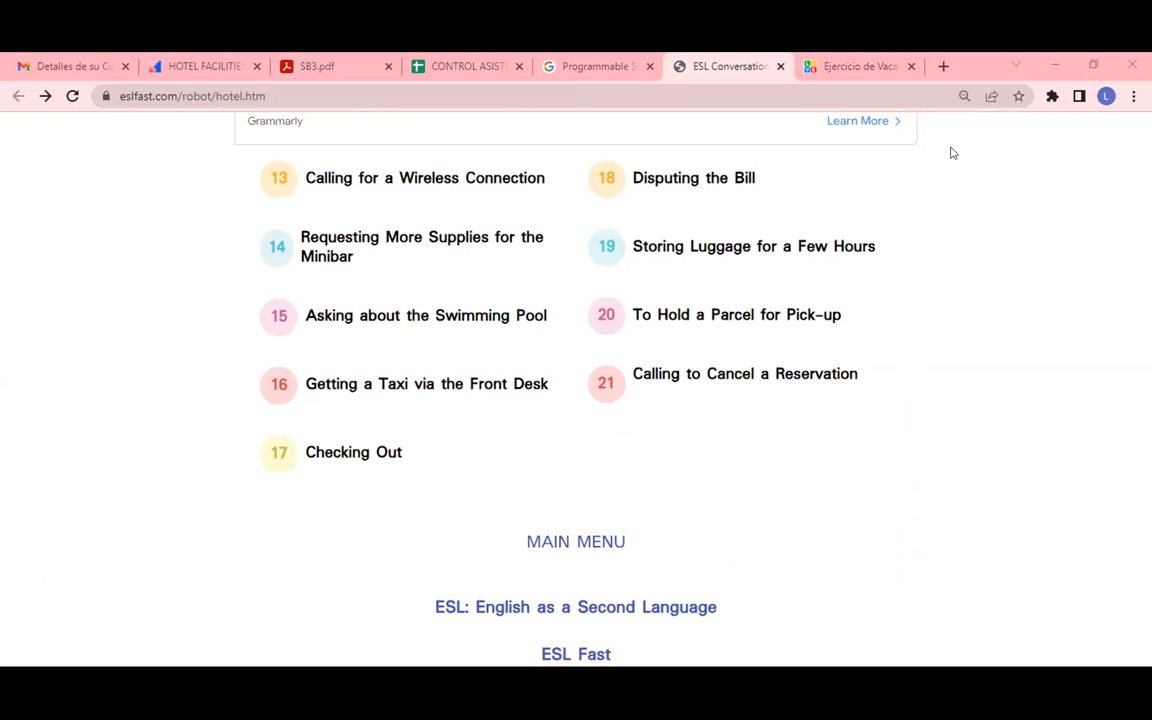 Detalles de su Cu
HOTEL FACILITIE
SB3.pdf
CONTROL ASIST
Programmable S
ESL Conversation
Ejercicio de Vaca
eslfast.com/robot/hotel.htm
L
Grammarly
Learn More
13 Calling for a Wireless Connection
18 Disputing the Bill
14 Requesting More Supplies for the
Minibar
19 Storing Luggage for a Few Hours
15 Asking about the Swimming Pool
20 To Hold a Parcel for Pick-up
16 Getting a Taxi via the Front Desk
21 Calling to Cancel a Reservation
17 Checking Out
MAIN MENU
ESL: English as a Second Language
ESL Fast